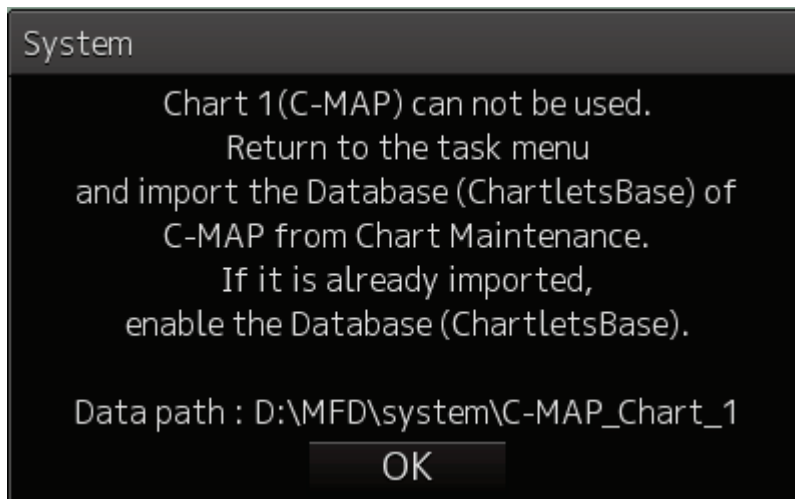 System
Chart 1(C-MAP) can not be used.
Return to the task menu
and import the Database (ChartletsBase) of
C-MAP from Chart Maintenance.
If it is already imported,
enable the Database (ChartletsBase).
Data path : D:\MFD\system\C-MAP_Chart_1
OK